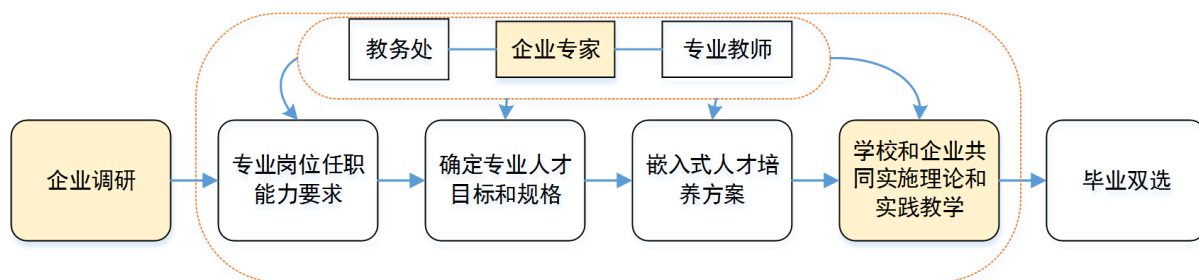 教务处
企业专家
专业教师
企业调研
专业岗位任职
能力要求
确定专业人才
目标和规格
嵌入式人才培
养方案
学校和企业共
同实施理论和
实践教学
毕业双选